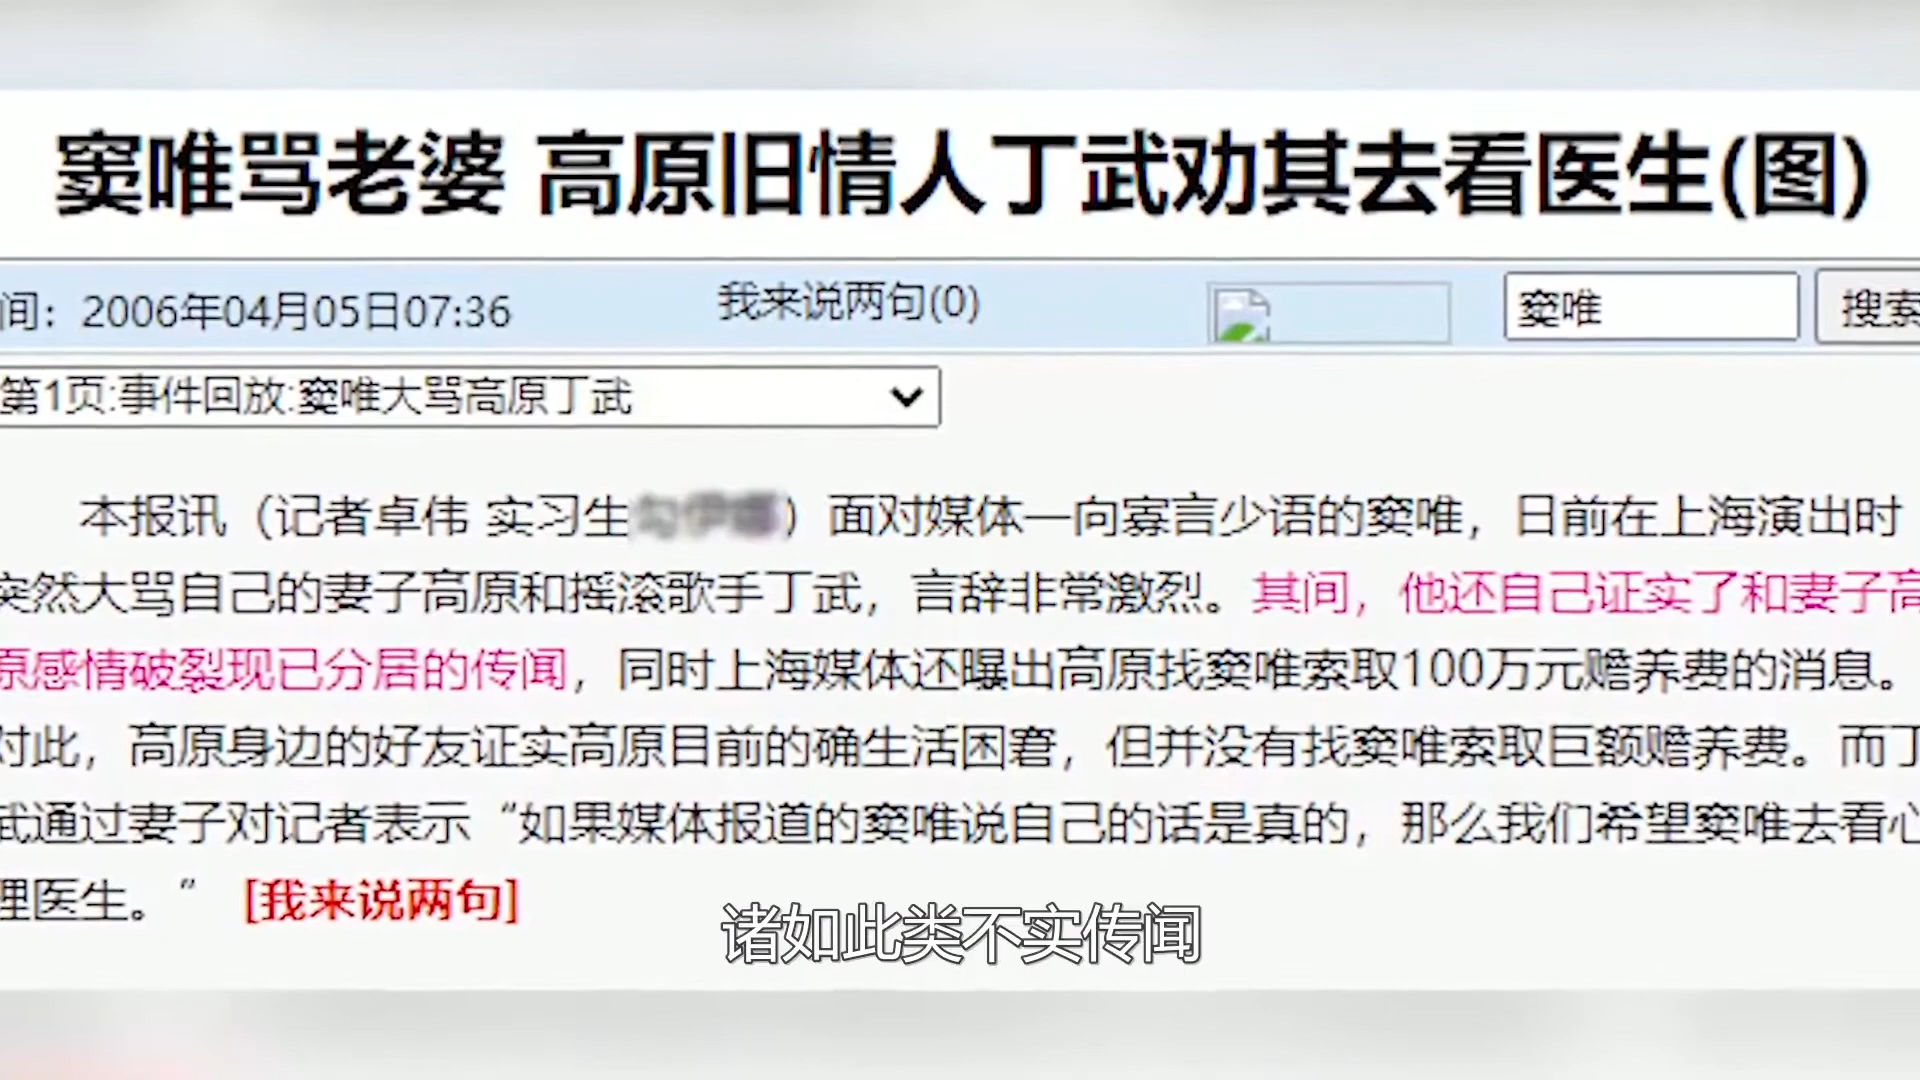 窦唯骂老婆 高原旧情人丁武劝其去看医生(图)
间：2006年04月05日07:36 我来说两句(0) 窦唯 搜索
第1页:事件回放:窦唯大骂高原丁武
本报讯（记者卓伟 实习生）面对媒体一向寡言少语的窦唯，日前在上海演出时
突然大骂自己的妻子高原和摇滚歌手丁武，言辞非常激烈。其间，他还自己证实了和妻子高
原感情破裂现已分居的传闻，同时上海媒体还曝出高原找窦唯索取100万元赡养费的消息。
对此，高原身边的好友证实高原目前的确生活困窘，但并没有找窦唯索取巨额赡养费。而丁
武通过妻子对记者表示“如果媒体报道的窦唯说自己的话是真的，那么我们希望窦唯去看心
理医生。” [我来说两句]
诸如此类不实传闻